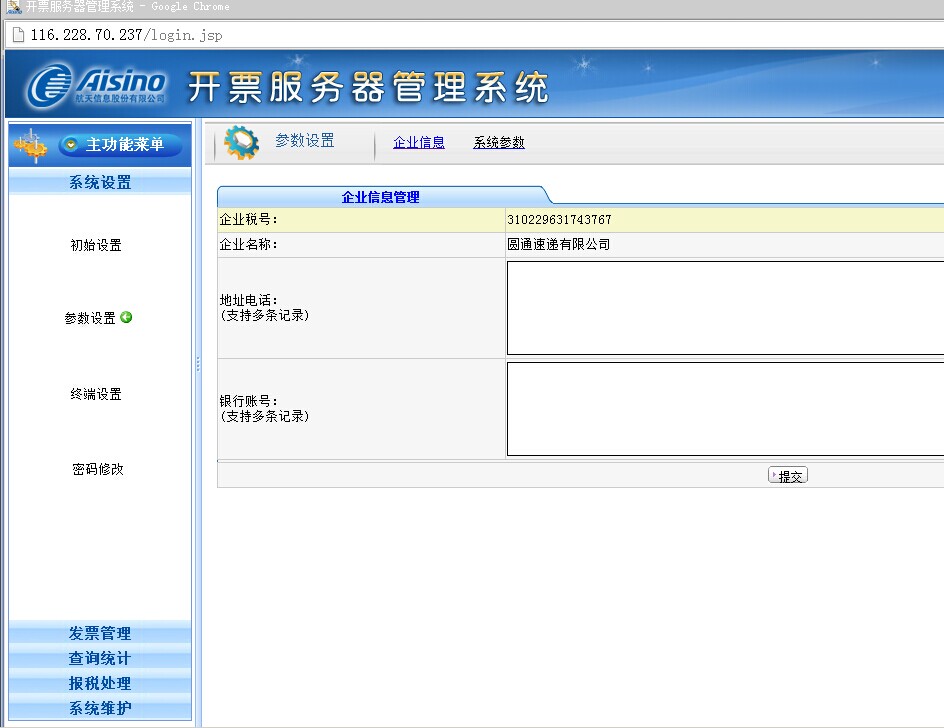 开票服务器管理系统 - Google Chrome
116.228.70.237/login.jsp
Aisino
航天信息股份有限公司
开票服务器管理系统
主功能菜单
系统设置
初始设置
参数设置
终端设置
密码修改
发票管理
查询统计
报税处理
系统维护
参数设置
企业信息
系统参数
企业信息管理
企业税号：
310229631743767
企业名称：
圆通速递有限公司
地址电话：
(支持多条记录)
银行账号：
(支持多条记录)
提交